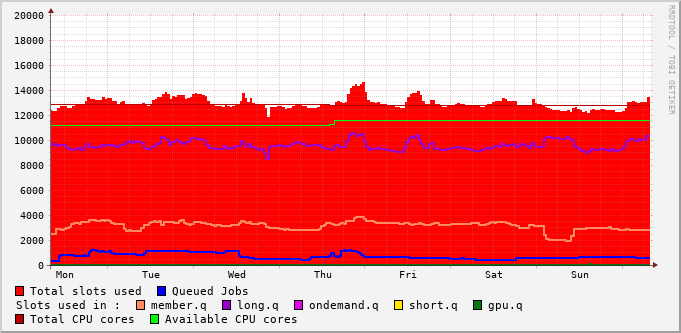 20000
18000
16000
14000
12000
10000
8000
6000
4000
2000
0
Mon Tue Wed Thu Fri Sat Sun
RRDTOOL / TOBI OETIKER
Total slots used Queued Jobs
Slots used in : member.q long.q ondemand.q short.q gpu.q
Total CPU cores Available CPU cores